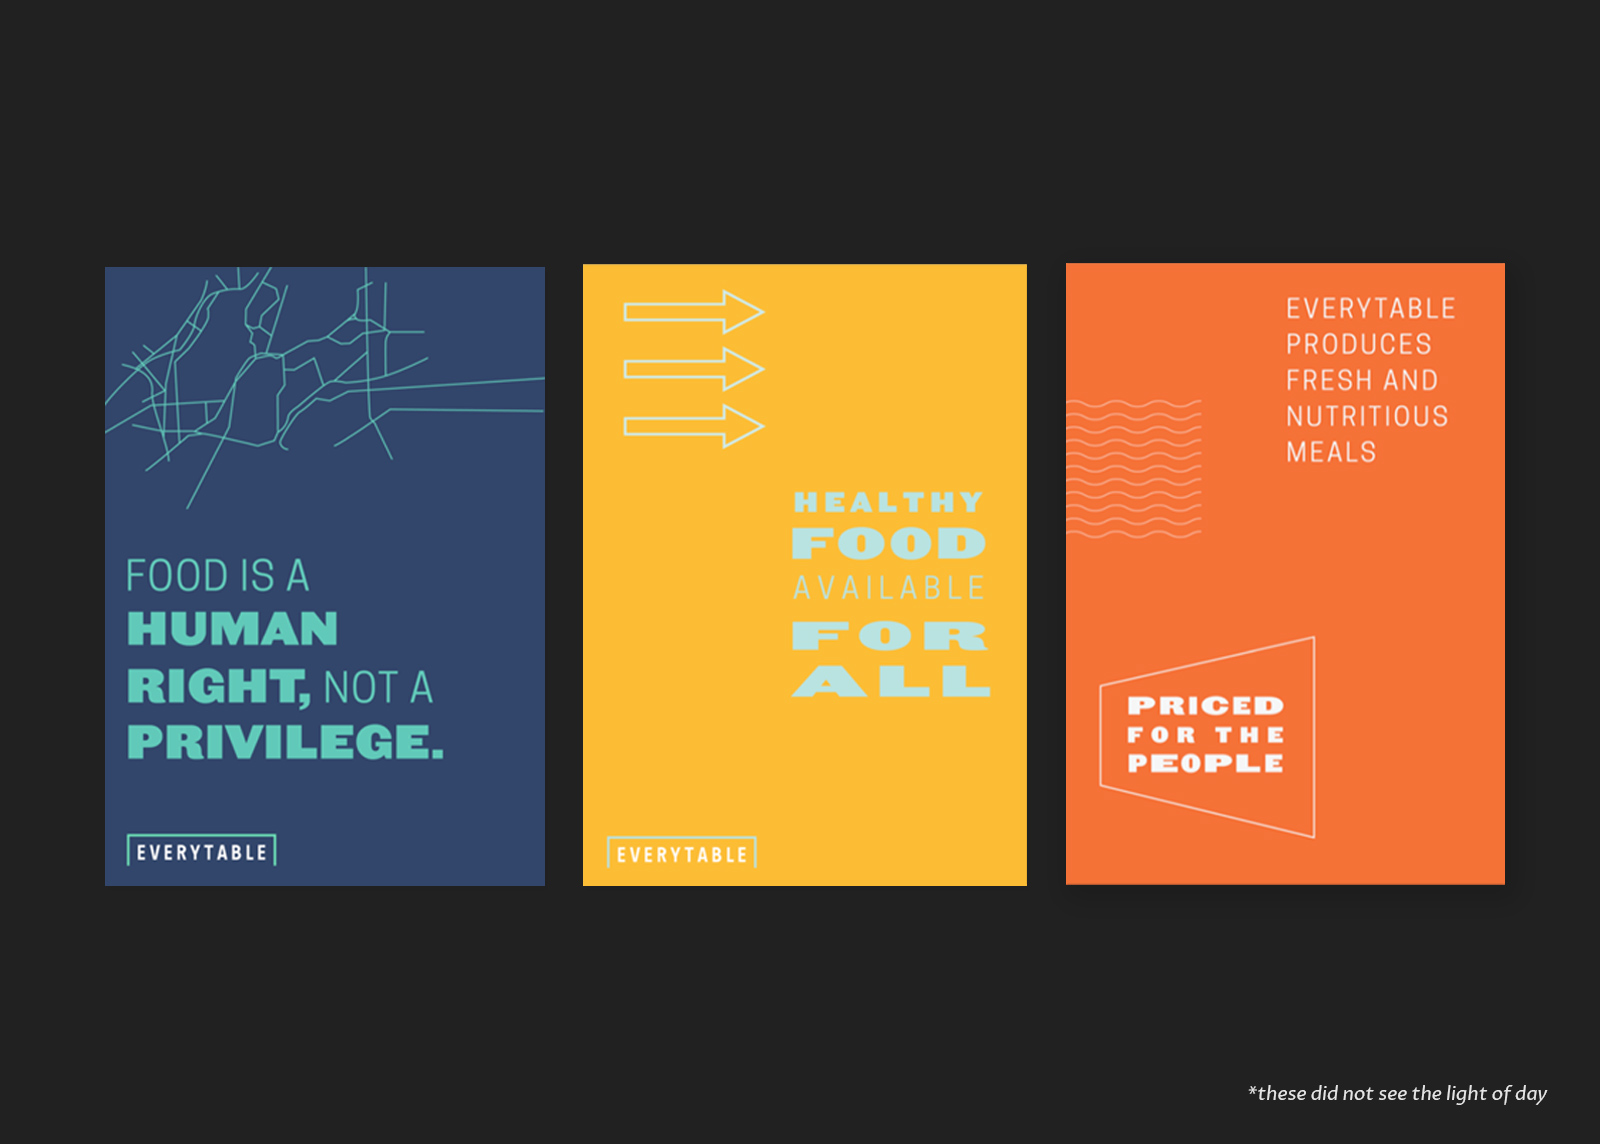 FOOD IS A
HUMAN
RIGHT, NOT A
PRIVILEGE.
EVERYTABLE
HEALTHY
FOOD
AVAILABLE
FOR
ALL
EVERYTABLE
EVERYTABLE
PRODUCES
FRESH AND
NUTRITIOUS
MEALS
PRICED
FOR THE
PEOPLE
*these did not see the light of day